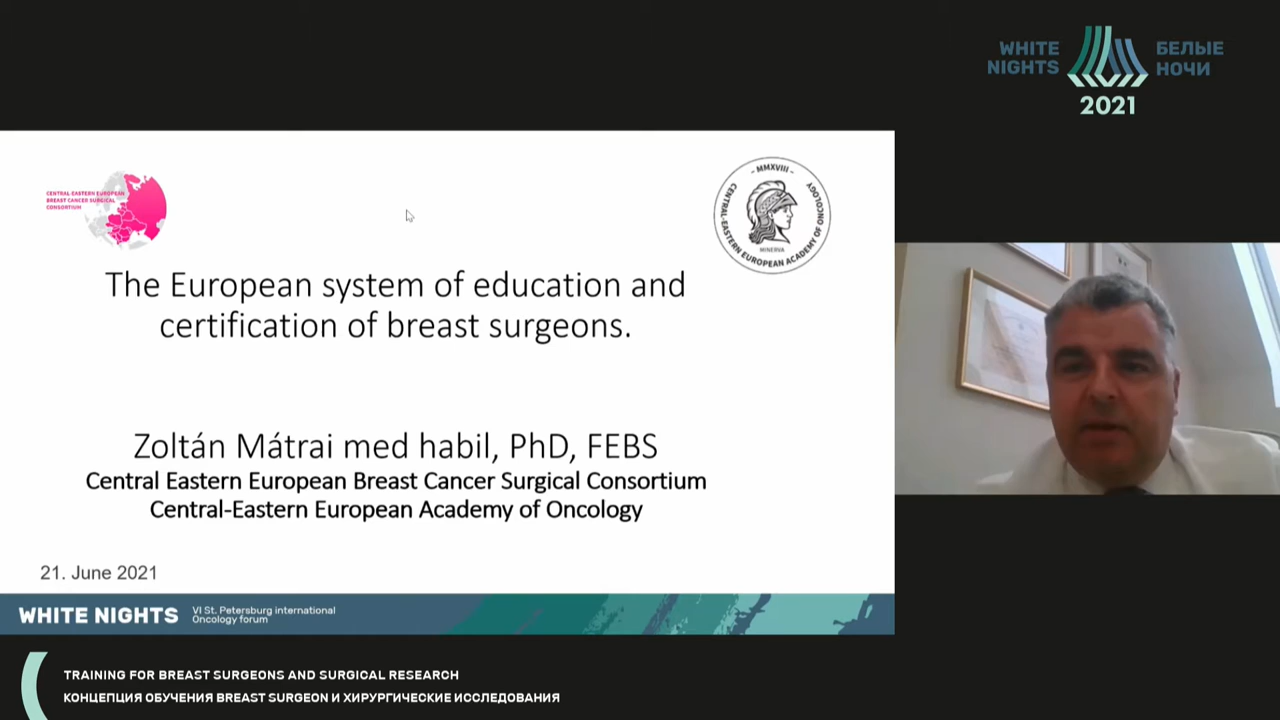 WHITE
NIGHTS
БЕЛЫЕ
НОЧИ
2021
CENTRAL-EASTERN EUROPEAN
BREAST CANCER SURGICAL
CONSORTIUM
– MMXVIII –
CENTRAL-EASTERN EUROPEAN ACADEMY OF ONCOLOGY
MINERVA
The European system of education and
certification of breast surgeons.
Zoltán Mátrai med habil, PhD, FEBS
Central Eastern European Breast Cancer Surgical Consortium
Central-Eastern European Academy of Oncology
21. June 2021
WHITE NIGHTS
VI St. Petersburg international
Oncology forum
TRAINING FOR BREAST SURGEONS AND SURGICAL RESEARCH
КОНЦЕПЦИЯ ОБУЧЕНИЯ BREAST SURGEON И ХИРУРГИЧЕСКИЕ ИССЛЕДОВАНИЯ